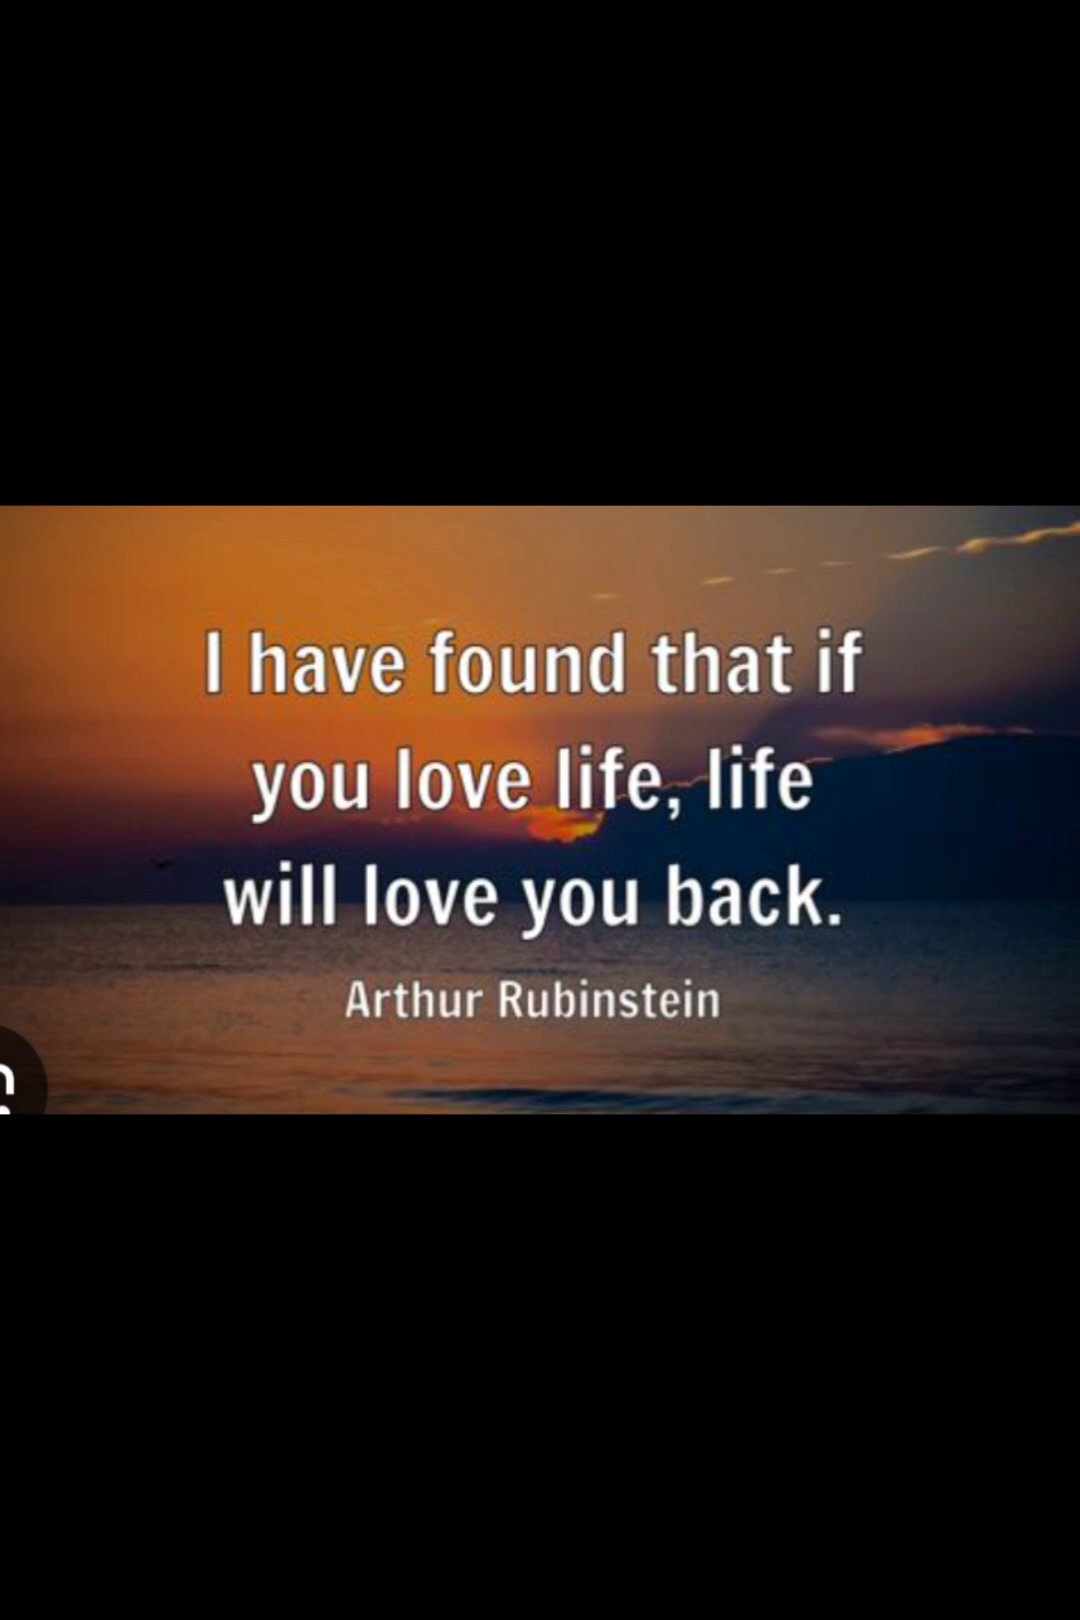 I have found that if
you love life, life
will love you back.
Arthur Rubinstein